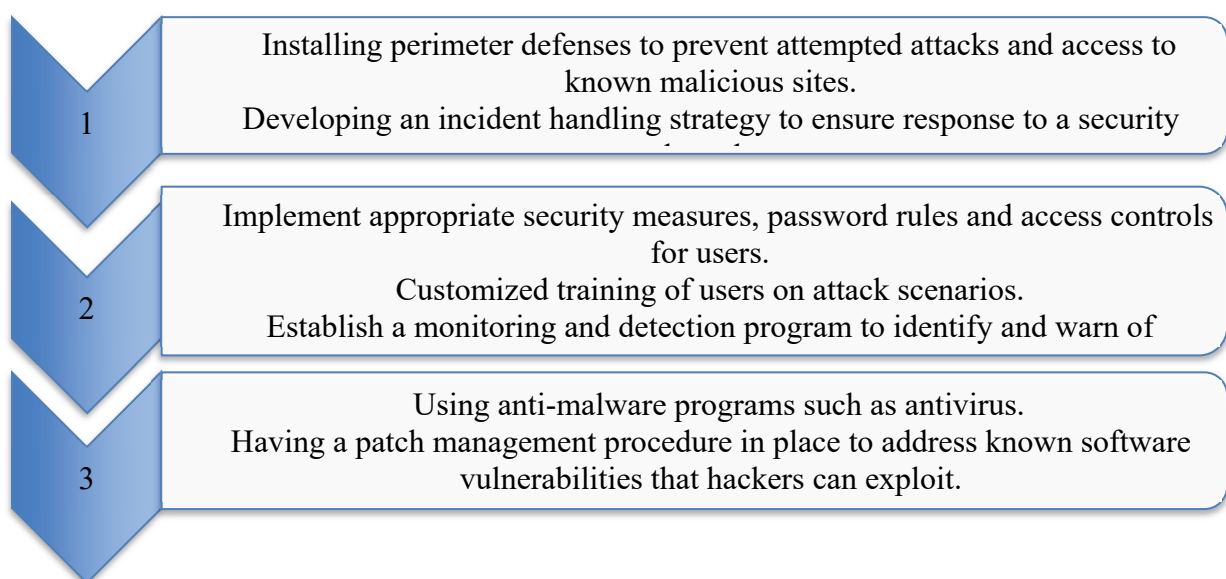 1
Installing perimeter defenses to prevent attempted attacks and access to
known malicious sites.
Developing an incident handling strategy to ensure response to a security
2
Implement appropriate security measures, password rules and access controls
for users.
Customized training of users on attack scenarios.
Establish a monitoring and detection program to identify and warn of
3
Using anti-malware programs such as antivirus.
Having a patch management procedure in place to address known software
vulnerabilities that hackers can exploit.